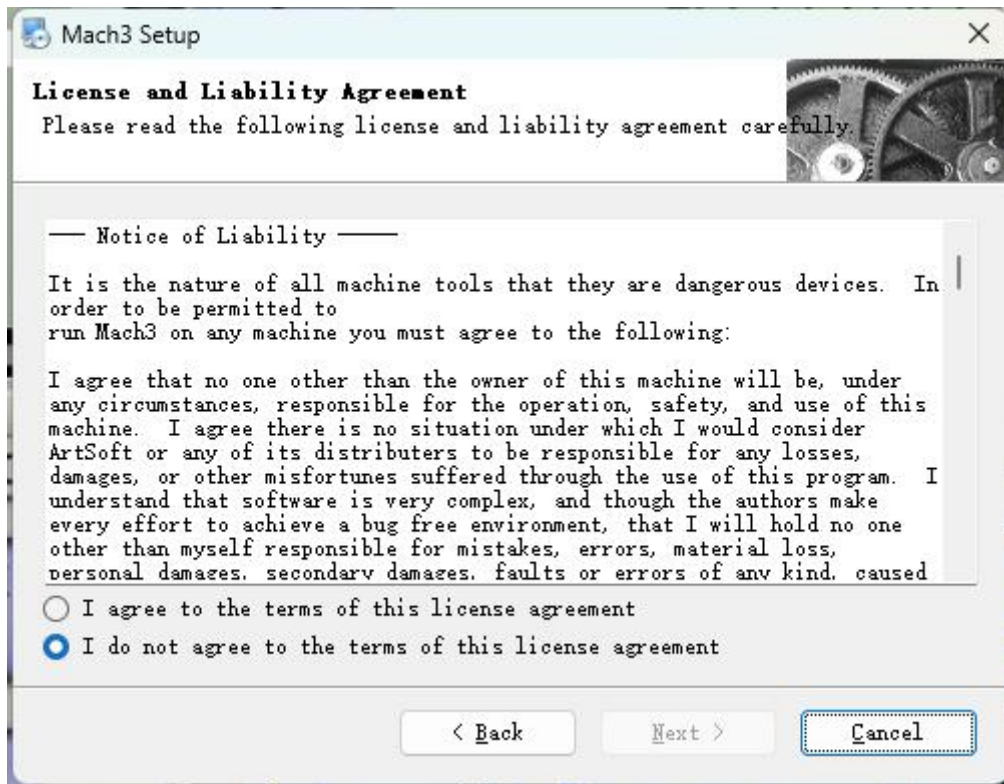 Mach3 Setup
License and Liability Agreement
Please read the following license and liability agreement carefully.
—— Notice of Liability ———
It is the nature of all machine tools that they are dangerous devices.  In
order to be permitted to
run Mach3 on any machine you must agree to the following:
I agree that no one other than the owner of this machine will be, under
any circumstances, responsible for the operation, safety, and use of this
machine.  I agree there is no situation under which I would consider
ArtSoft or any of its distributers to be responsible for any losses,
damages, or other misfortunes suffered through the use of this program.  I
understand that software is very complex, and though the authors make
every effort to achieve a bug free environment, that I will hold no one
other than myself responsible for mistakes, errors, material loss,
personal damages, secondary damages, faults or errors of any kind, caused
I agree to the terms of this license agreement
I do not agree to the terms of this license agreement
< Back
Next >
Cancel